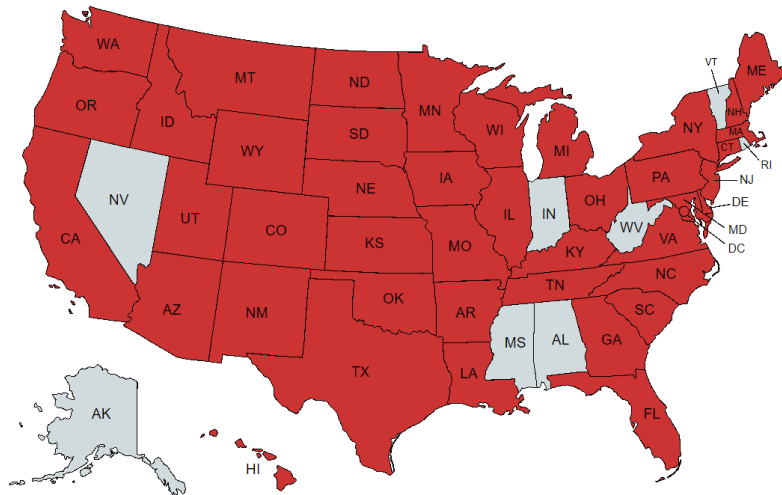 WA
OR
CA
NV
ID
MT
WY
UT
AZ
CO
NM
ND
SD
NE
KS
OK
TX
MN
IA
MO
AR
LA
WI
IL
MI
IN
OH
KY
TN
MS
AL
GA
FL
SC
NC
VA
WV
PA
NY
VT
NH
ME
MA
CT
RI
NJ
DE
MD
DC
AK
HI